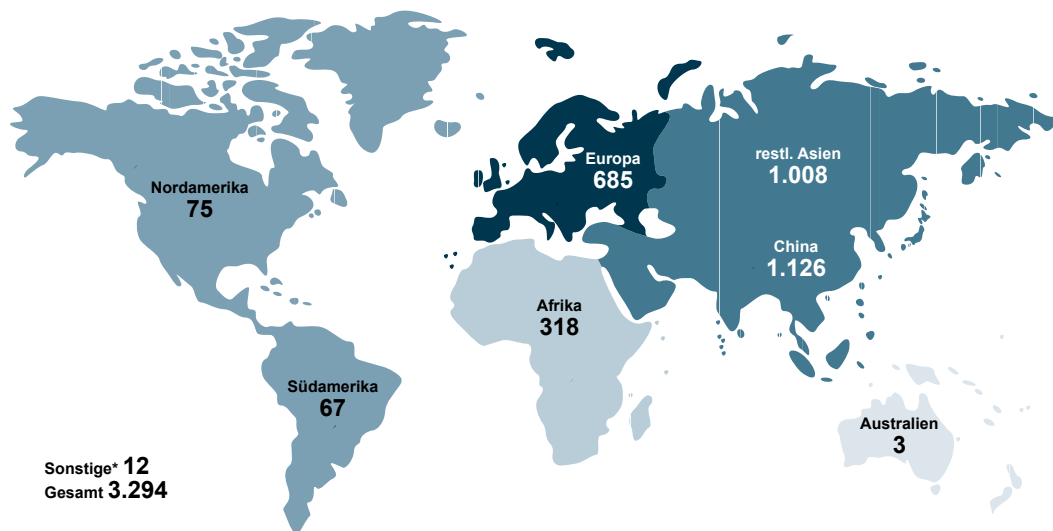 Nordamerika
75
Europa
685
restl. Asien
1.008
China
1.126
Afrika
318
Südamerika
67
Australien
3
Sonstige* 12
Gesamt 3.294